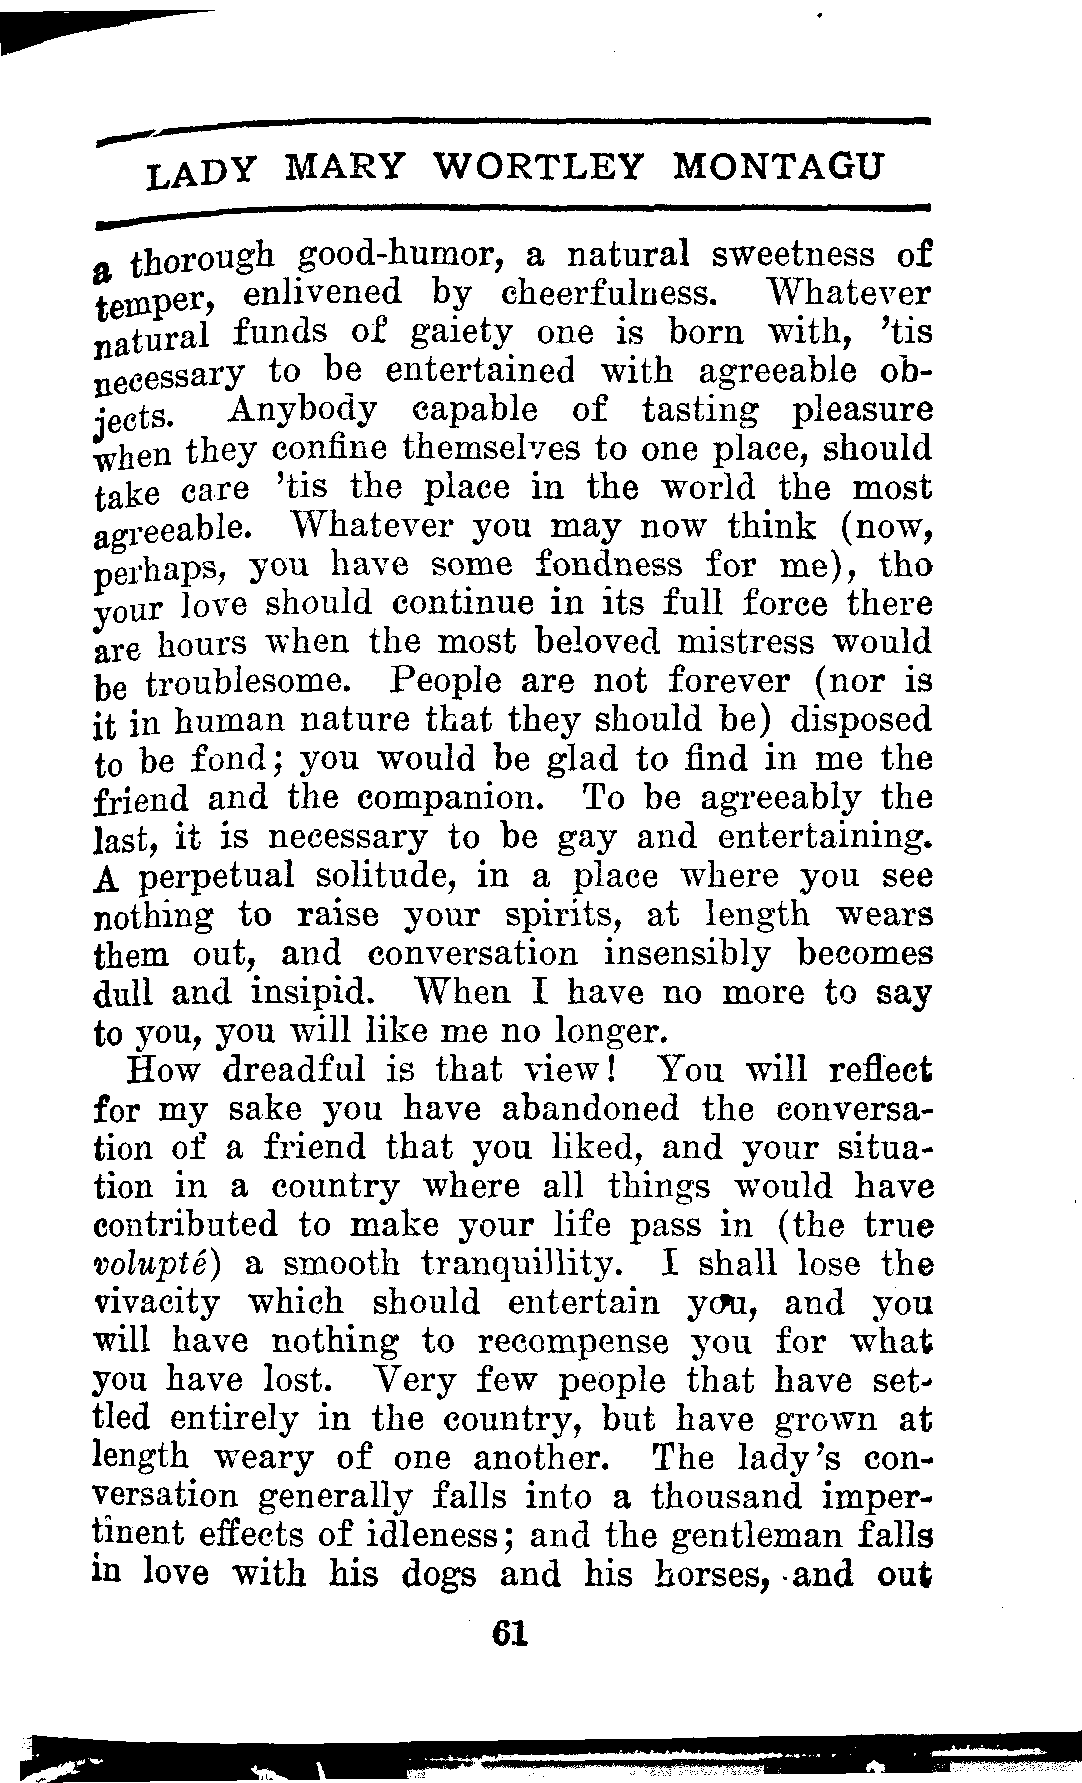 LADY MARY WORTLEY MONTAGU
a thorough good-humor, a natural sweetness of
temper, enlivened by cheerfulness. Whatever
natural funds of gaiety one is born with, 'tis
necessary to be entertained with agreeable ob-
jects. Anybody capable of tasting pleasure
when they confine themselves to one place, should
take care 'tis the place in the world the most
agreeable. Whatever you may now think (now,
perhaps, you have some fondness for me), tho
your love should continue in its full force there
are hours when the most beloved mistress would
be troublesome. People are not forever (nor is
it in human nature that they should be) disposed
to be fond; you would be glad to find in me the
friend and the companion. To be agreeably the
last, it is necessary to be gay and entertaining.
A perpetual solitude, in a place where you see
nothing to raise your spirits, at length wears
them out, and conversation insensibly becomes
dull and insipid. When I have no more to say
to you, you will like me no longer.
How dreadful is that view! You will reflect
for my sake you have abandoned the conversa-
tion of a friend that you liked, and your situa-
tion in a country where all things would have
contributed to make your life pass in (the true
volupté) a smooth tranquillity. I shall lose the
vivacity which should entertain you, and you
will have nothing to recompense you for what
you have lost. Very few people that have set-
tled entirely in the country, but have grown at
length weary of one another. The lady's con-
versation generally falls into a thousand imper-
tinent effects of idleness; and the gentleman falls
in love with his dogs and his horses, and out
61